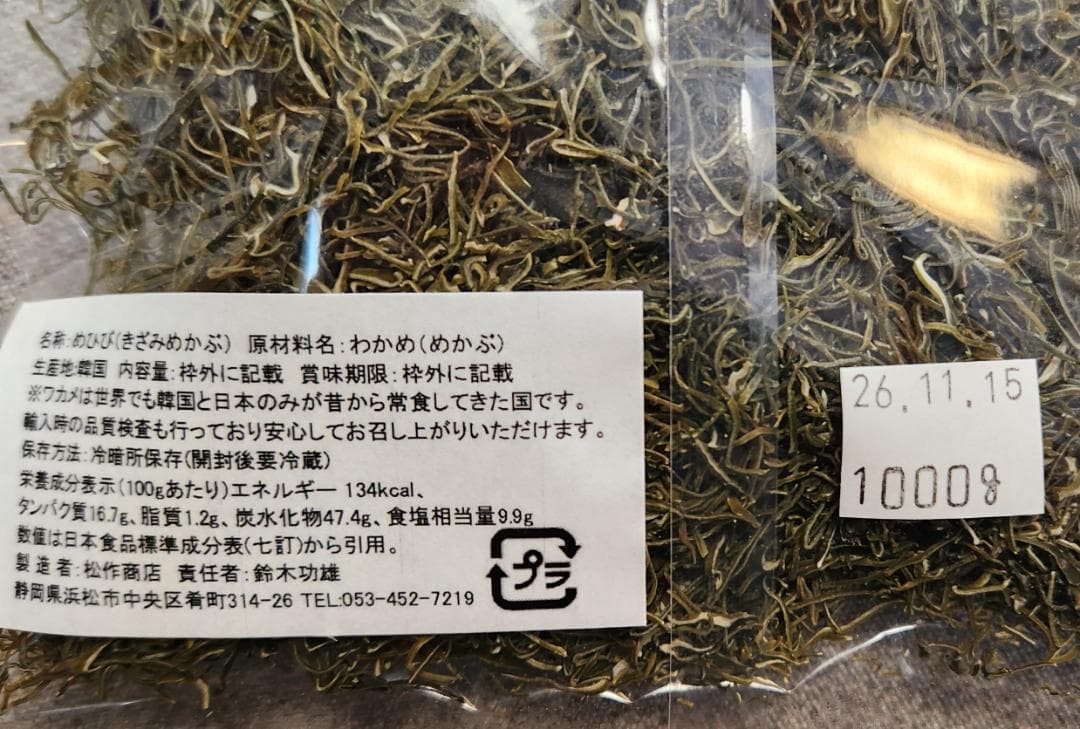 名称:めひび(きざみめかぶ) 原材料名:わかめ(めかぶ)
生産地:韓国 内容量:枠外に記載 賞味期限:枠外に記載
※ワカメは世界でも韓国と日本のみが昔から常食してきた国です。
輸入時の品質検査も行っており安心してお召し上がりいただけます。
保存方法:冷暗所保存(開封後要冷蔵)
栄養成分表示(100gあたり)エネルギー 134kcal、
タンパク質16.7g、脂質1.2g、炭水化物47.4g、食塩相当量9.9g
数値は日本食品標準成分表(七訂)から引用。
製造者:松作商店 責任者:鈴木功雄
静岡県浜松市中央区肴町314-26 TEL:053-452-7219
プラ
26.11.15
1000g